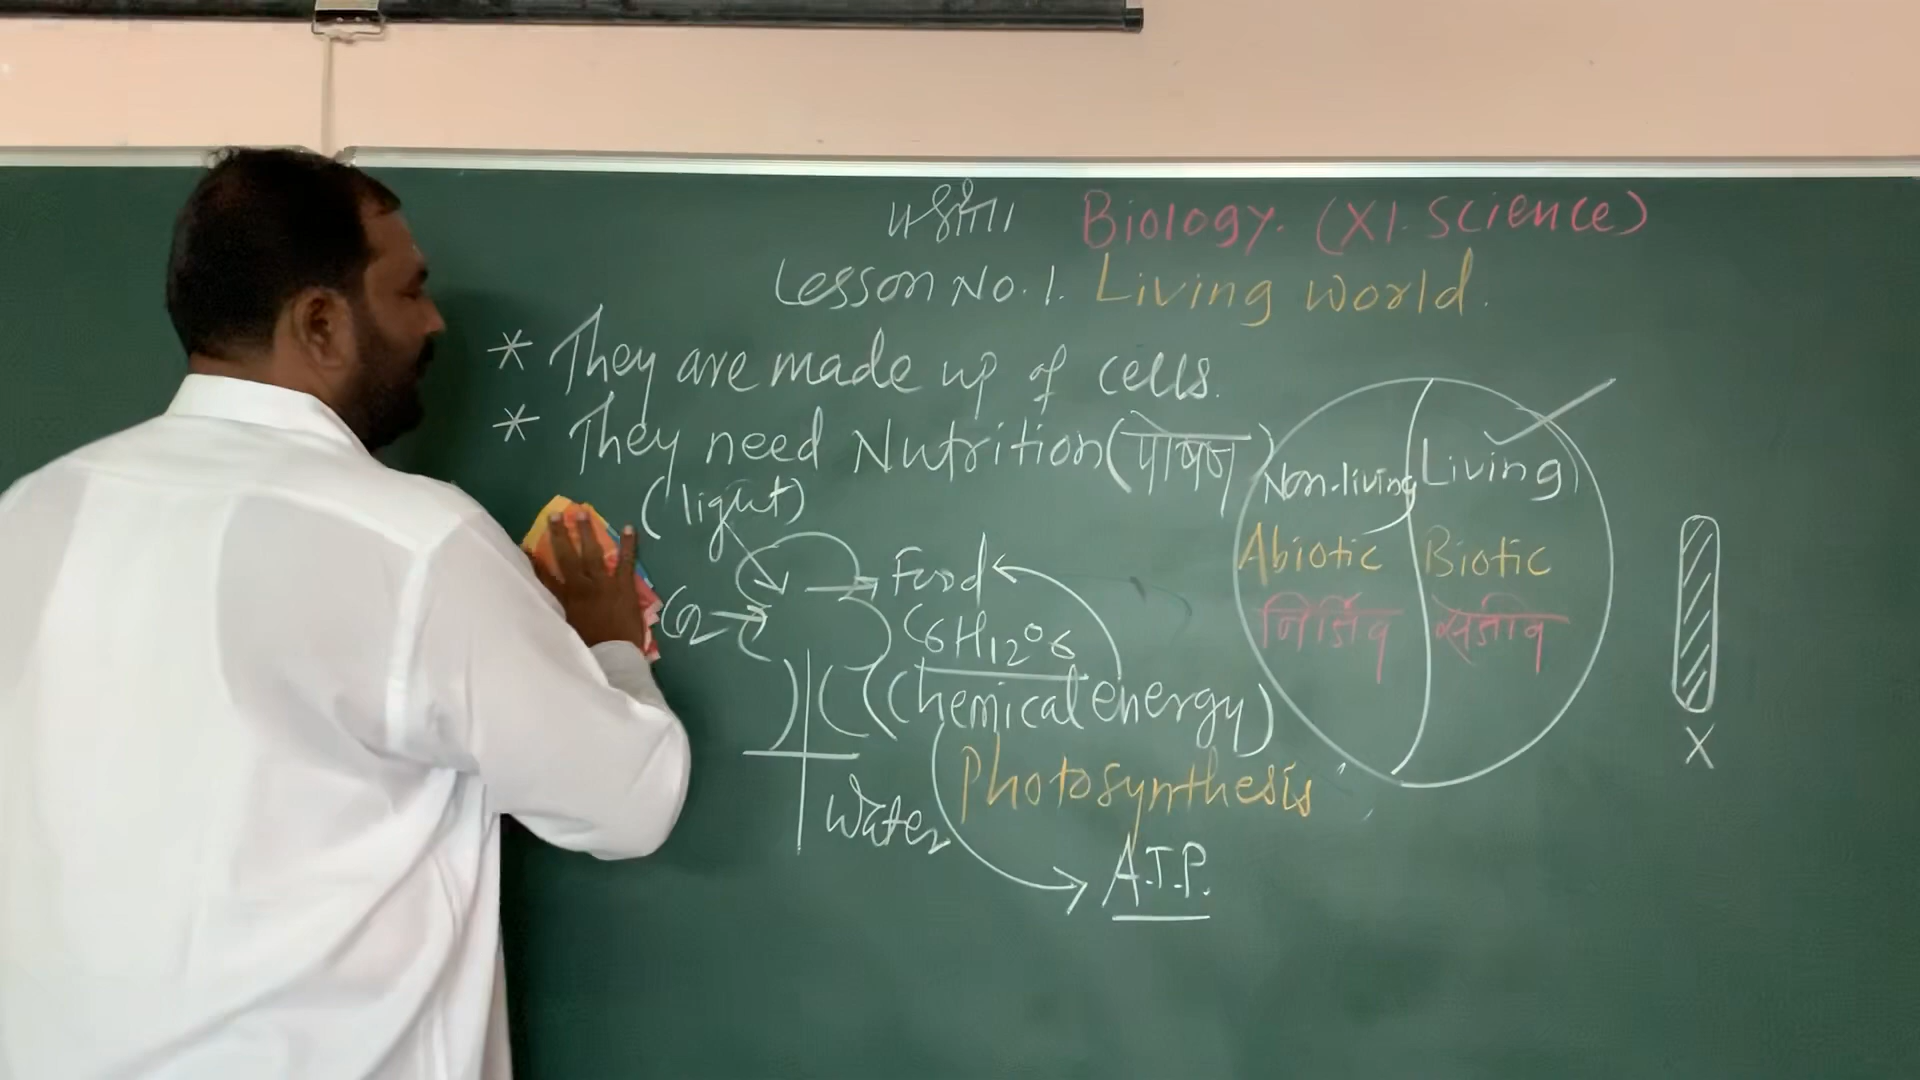 Biology. (XI. Science)
Lesson No. 1. Living world.
* They are made up of cells.
* They need Nutrition (पोषण)
(light)
Food
C6H12O6
(Chemical energy)
Photosynthesis
Water
A.T.P.
Non-living Living
Abiotic Biotic
निर्जिव सजीव
X